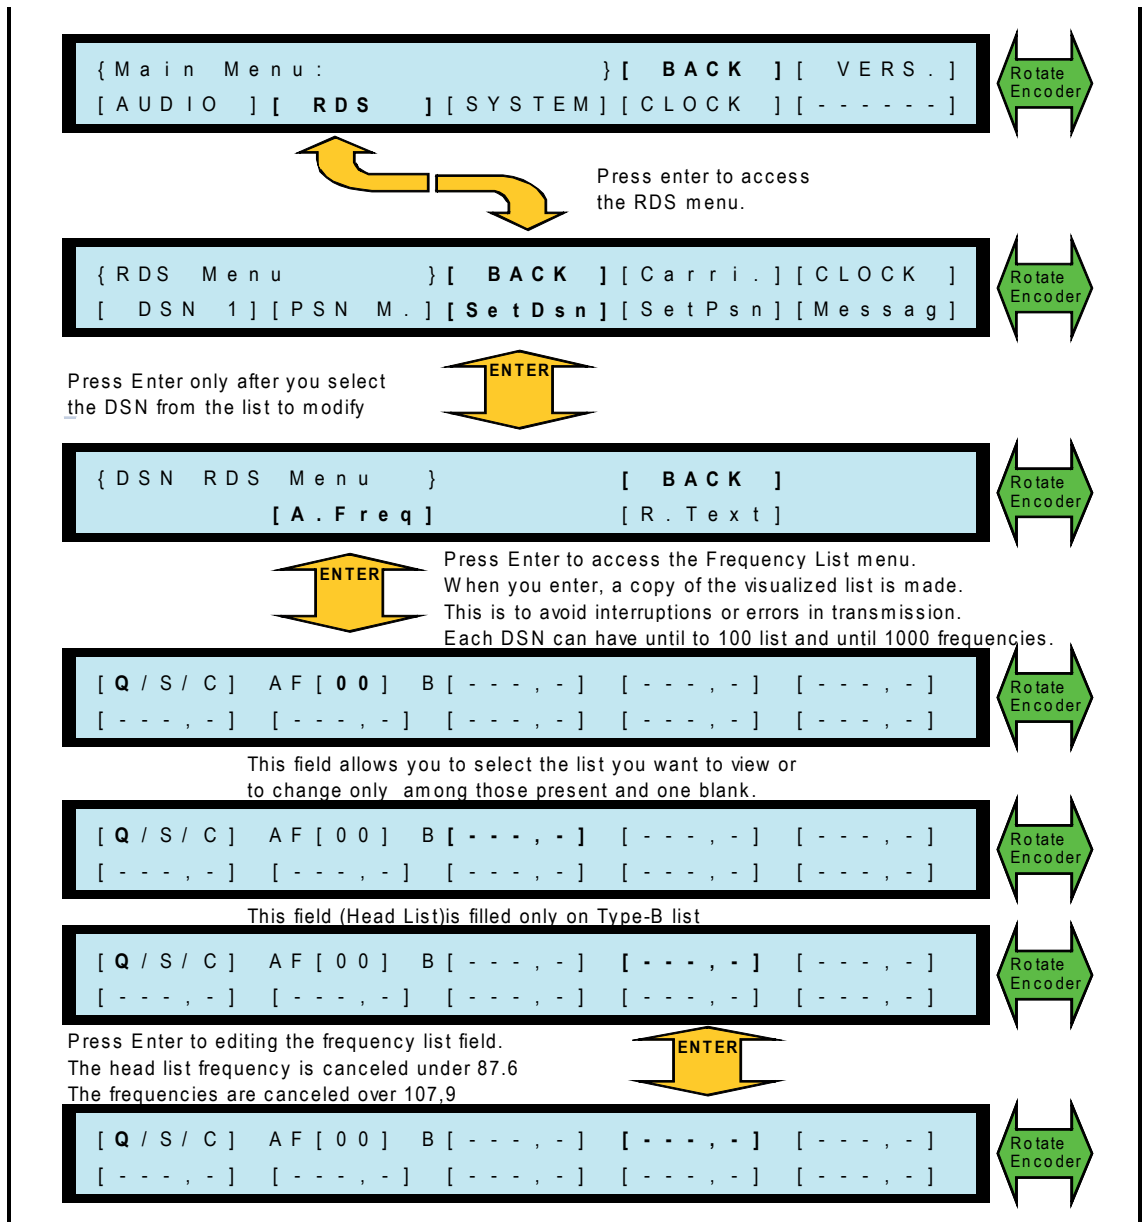 {Main Menu: }[ BACK ][ VERS.]
[AUDIO ][ RDS ][SYSTEM][CLOCK ][------]
Rotate
Encoder
Press enter to access
the RDS menu.
{RDS Menu }[ BACK ][Carri.][CLOCK ]
[ DSN 1][PSN M.][SetDsn][SetPsn][Messag]
Rotate
Encoder
ENTER
Press Enter only after you select
the DSN from the list to modify
{DSN RDS Menu } [ BACK ]
[A.Freq] [R.Text]
Rotate
Encoder
ENTER
Press Enter to access the Frequency List menu.
When you enter, a copy of the visualized list is made.
This is to avoid interruptions or errors in transmission.
Each DSN can have until to 100 list and until 1000 frequencies.
[Q/S/C] AF[00] B[---,-] [---,-] [---,-]
[---,-] [---,-] [---,-] [---,-] [---,-]
Rotate
Encoder
This field allows you to select the list you want to view or
to change only among those present and one blank.
[Q/S/C] AF[00] B[---,-] [---,-] [---,-]
[---,-] [---,-] [---,-] [---,-] [---,-]
Rotate
Encoder
This field (Head List)is filled only on Type-B list
[Q/S/C] AF[00] B[---,-] [---,-] [---,-]
[---,-] [---,-] [---,-] [---,-] [---,-]
Rotate
Encoder
Press Enter to editing the frequency list field.
The head list frequency is canceled under 87.6
The frequencies are canceled over 107,9
ENTER
[Q/S/C] AF[00] B[---,-] [---,-] [---,-]
[---,-] [---,-] [---,-] [---,-] [---,-]
Rotate
Encoder